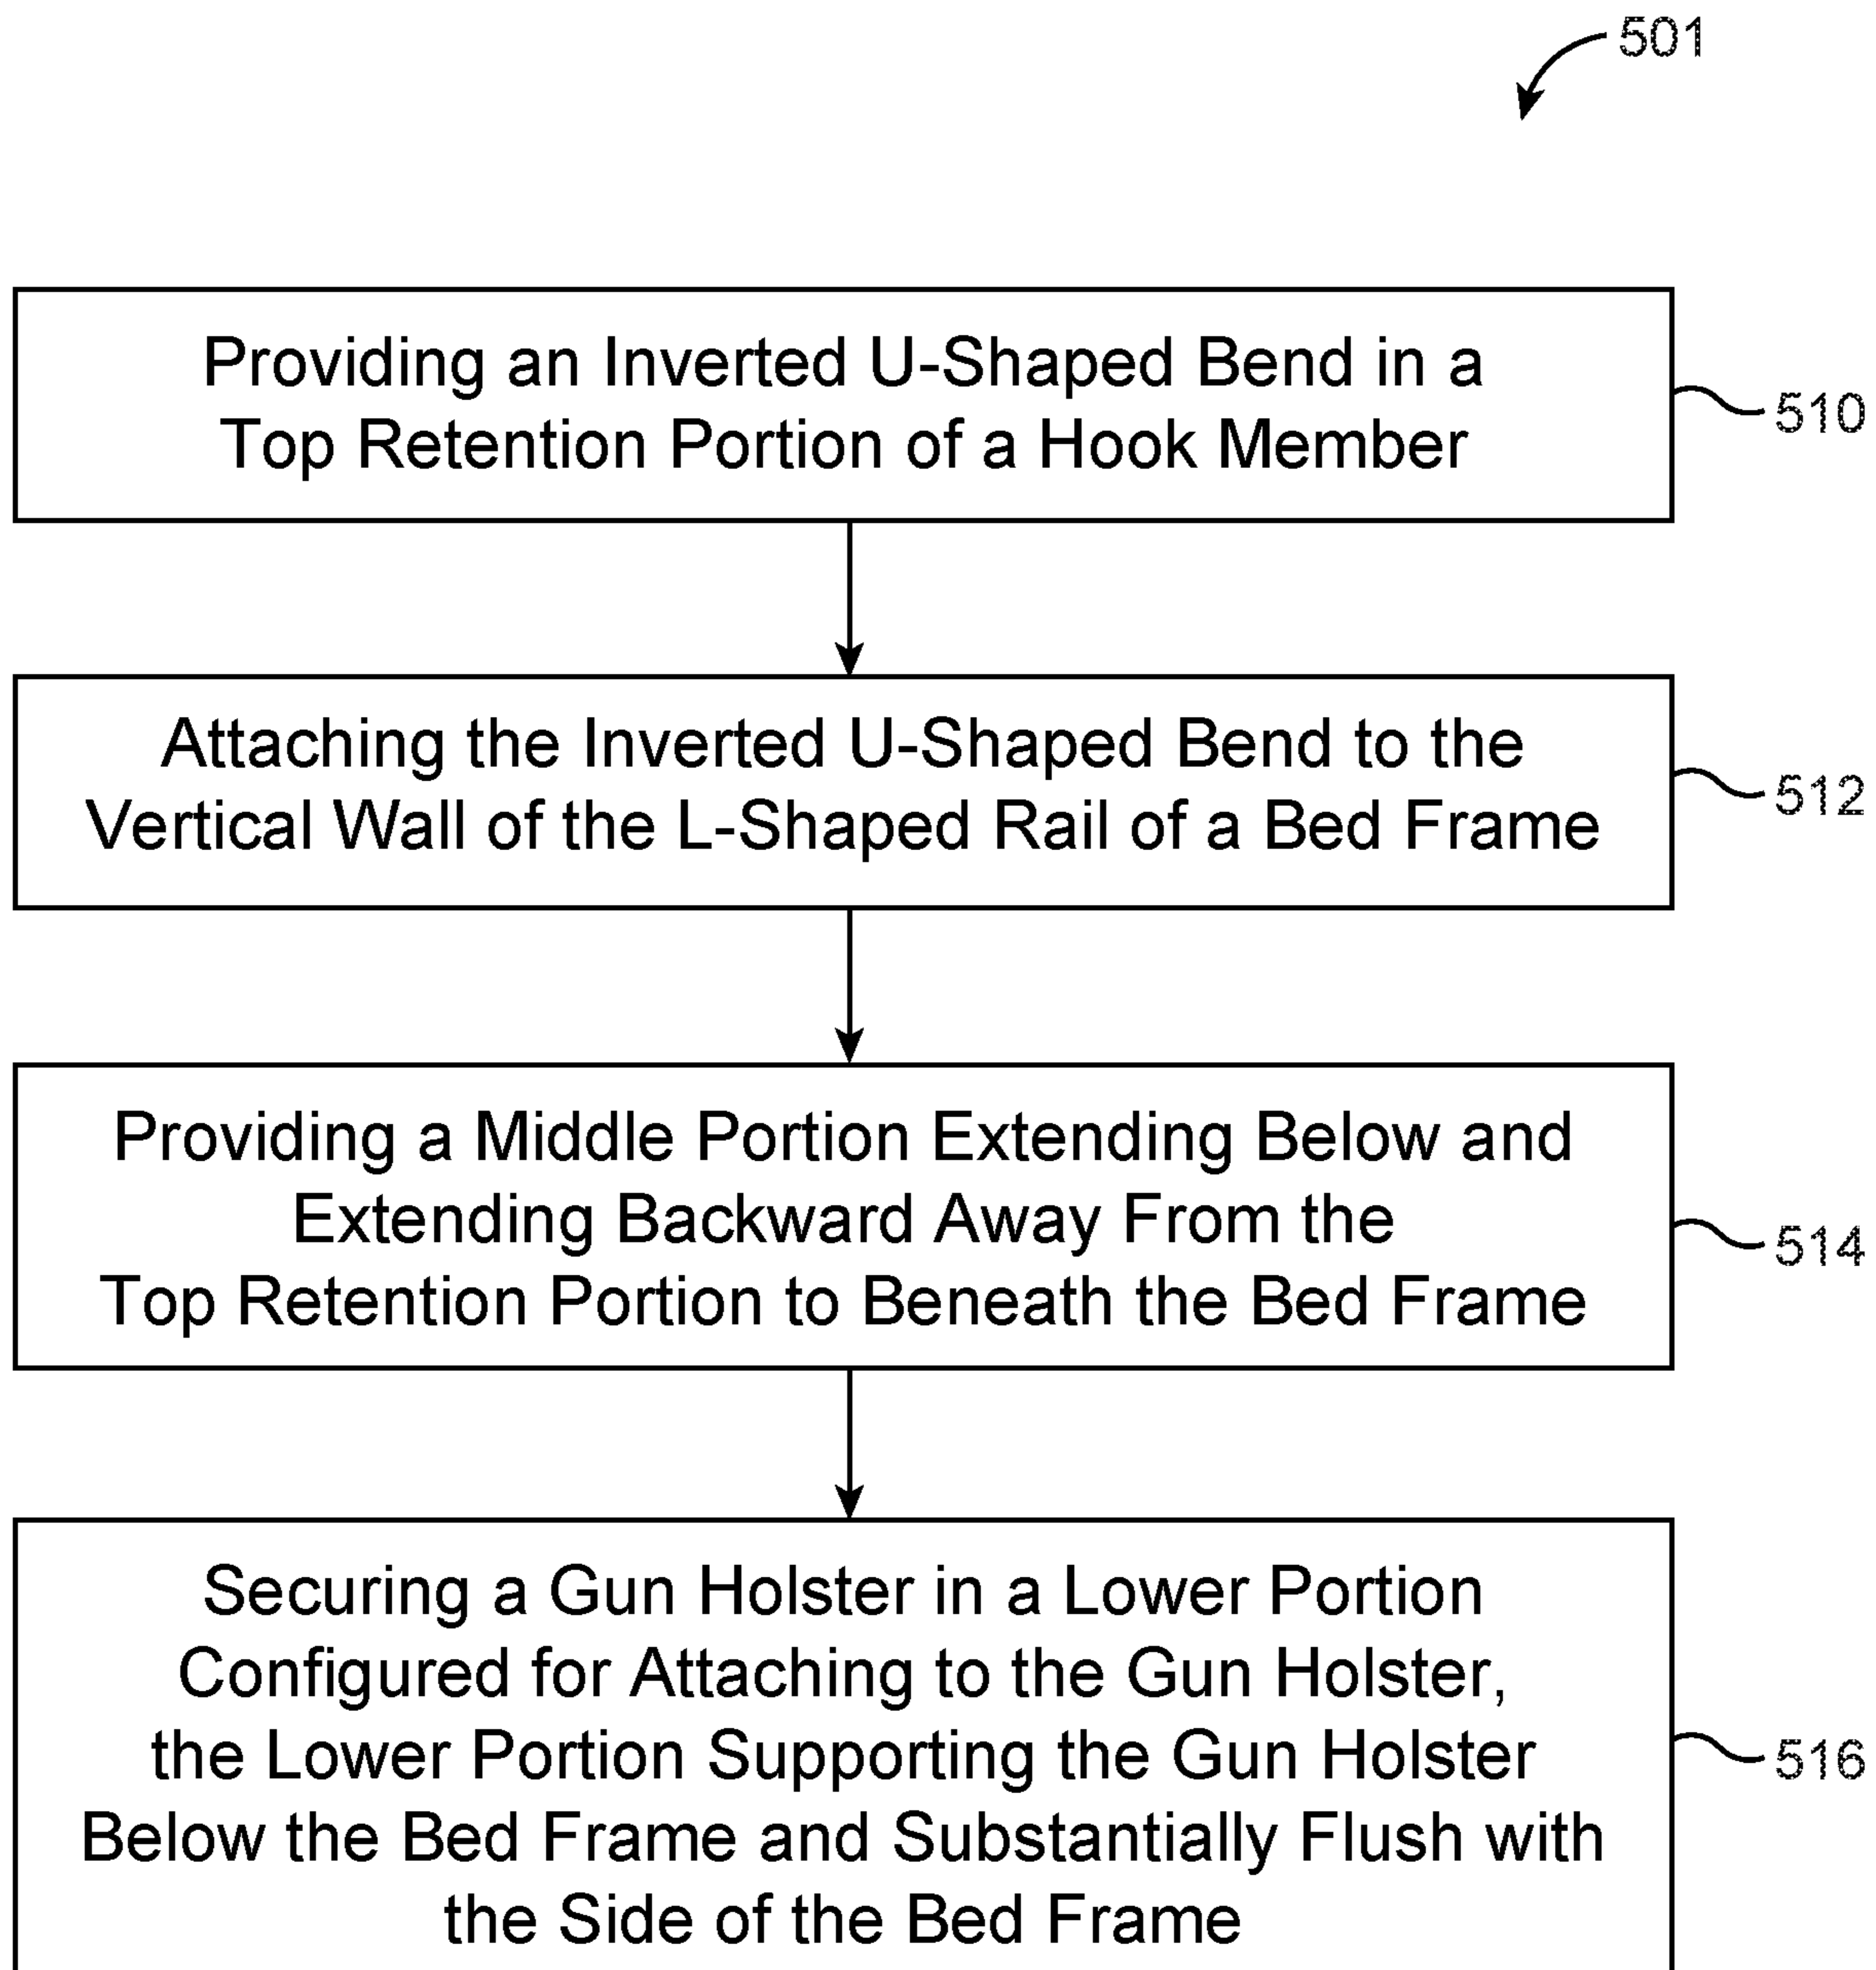 501
Providing an Inverted U-Shaped Bend in a
Top Retention Portion of a Hook Member
510
Attaching the Inverted U-Shaped Bend to the
Vertical Wall of the L-Shaped Rail of a Bed Frame
512
Providing a Middle Portion Extending Below and
Extending Backward Away From the
Top Retention Portion to Beneath the Bed Frame
514
Securing a Gun Holster in a Lower Portion
Configured for Attaching to the Gun Holster,
the Lower Portion Supporting the Gun Holster
Below the Bed Frame and Substantially Flush with
the Side of the Bed Frame
516